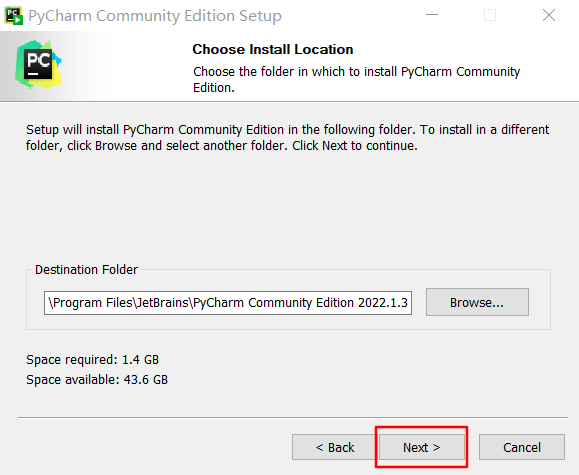 PC
PyCharm Community Edition Setup
PC
Choose Install Location
Choose the folder in which to install PyCharm Community
Edition.
Setup will install PyCharm Community Edition in the following folder. To install in a different
folder, click Browse and select another folder. Click Next to continue.
Destination Folder
\Program Files\JetBrains\PyCharm Community Edition 2022.1.3
Browse...
Space required: 1.4 GB
Space available: 43.6 GB
< Back
Next >
Cancel